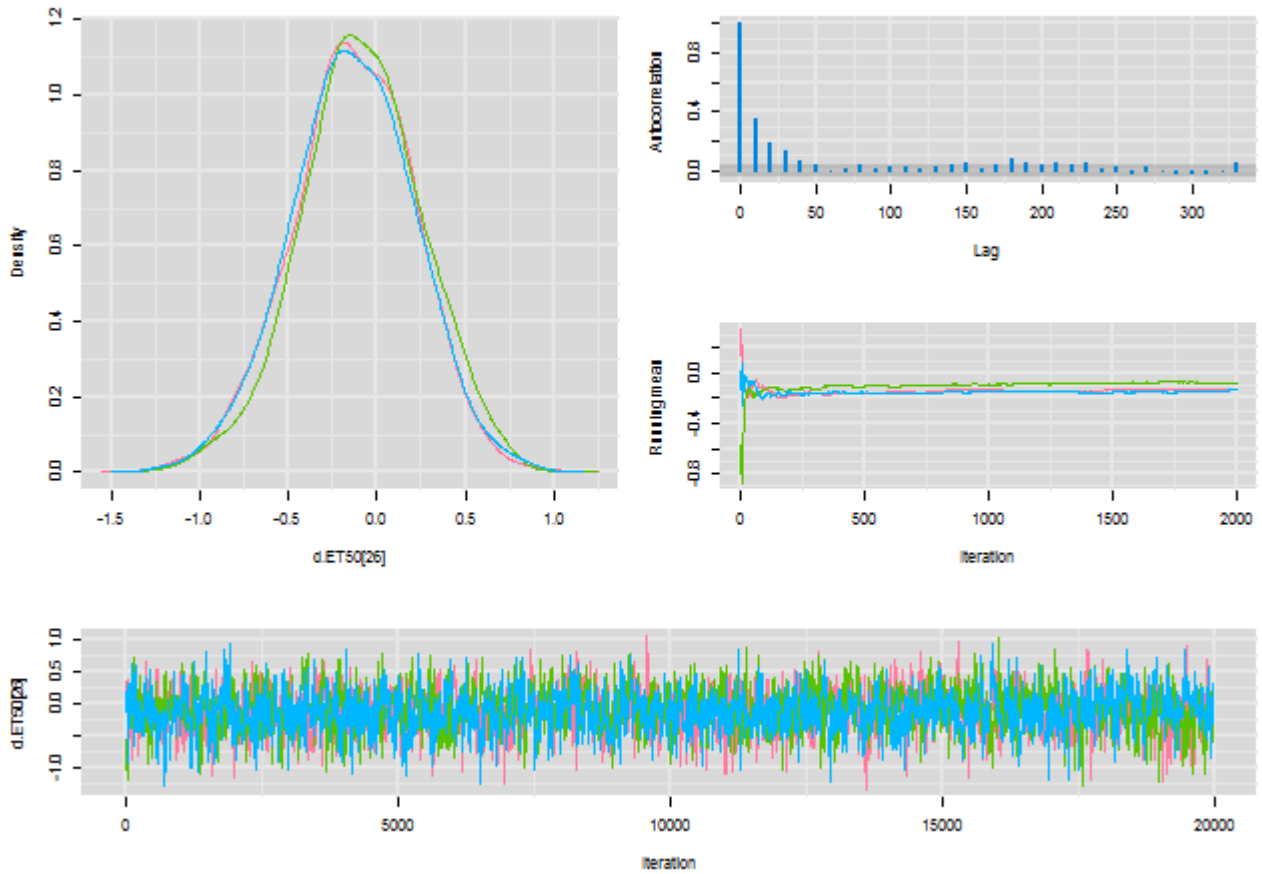 Density
0.0 0.2 0.4 0.6 0.8 1.0 1.2
-1.5 -1.0 -0.5 0.0 0.5 1.0
d.ET50[26]
Autocorrelation
0.0 0.4 0.8
0 50 100 150 200 250 300
Lag
Running mean
-0.8 -0.4 0.0
0 500 1000 1500 2000
Iteration
d.ET50[26]
-1.0 0.0 0.5 1.0
0 5000 10000 15000 20000
Iteration